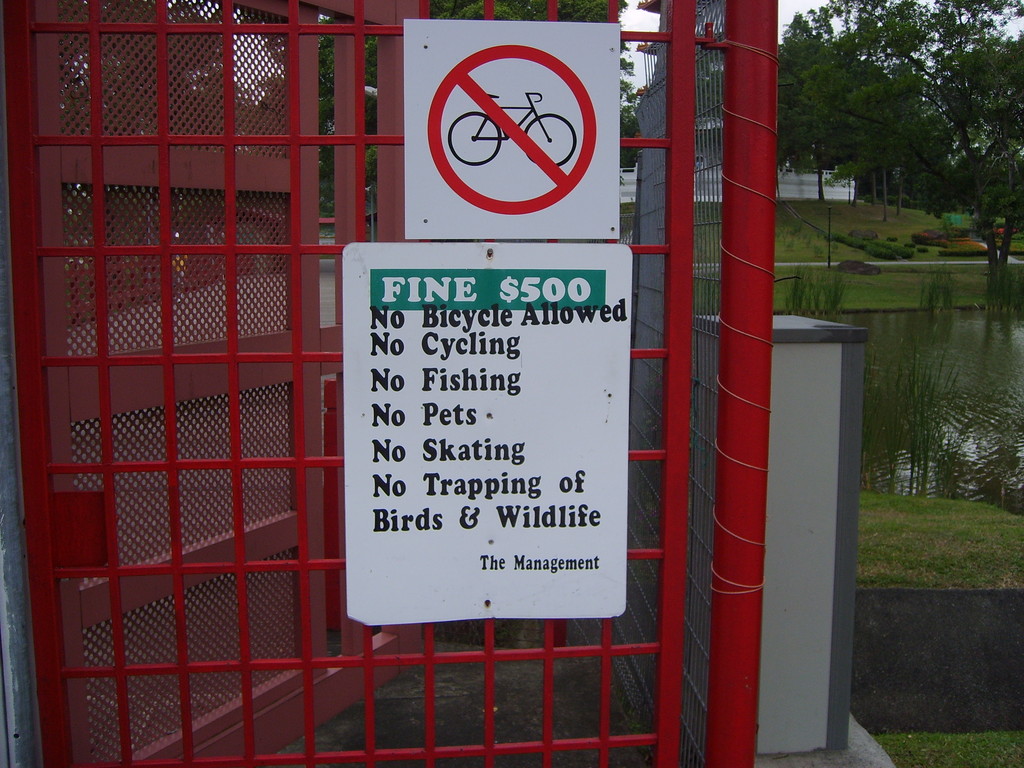 FINE $500
No Bicycle Allowed
No Cycling
No Fishing
No Pets
No Skating
No Trapping of
Birds & Wildlife
The Management